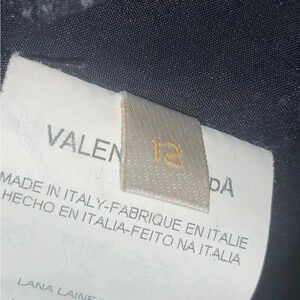 VALEN pA
12
MADE IN ITALY-FABRIQUE EN ITALIE
HECHO EN ITALIA-FEITO NA ITALIA
LANA LAINE